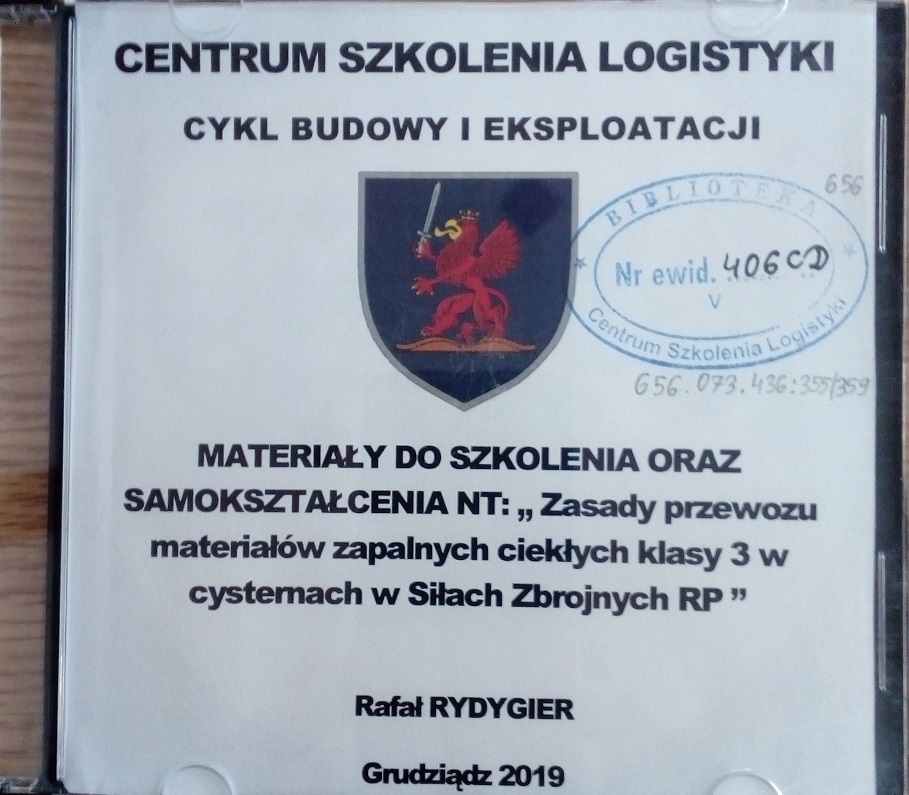 CENTRUM SZKOLENIA LOGISTYKI
CYKL BUDOWY I EKSPLOATACJI
656
BIBLIOTEKA
Nr ewid. 406 CD
V
Centrum Szkolenia Logistyki
656.073.436:355/359
MATERIAŁY DO SZKOLENIA ORAZ
SAMOKSZTAŁCENIA NT: „ Zasady przewozu
materiałów zapalnych ciekłych klasy 3 w
cysternach w Siłach Zbrojnych RP ”
Rafał RYDYGIER
Grudziądz 2019